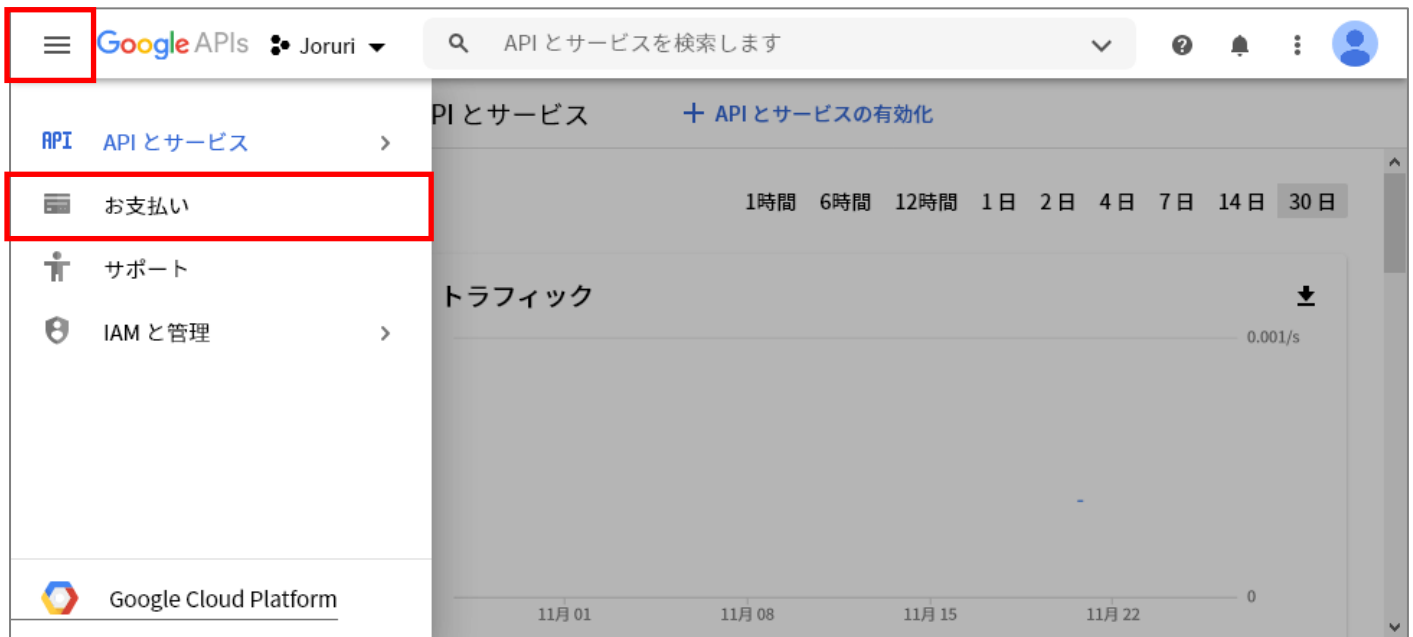 Google APIs Joruri API とサービスを検索します
API API とサービス
お支払い
サポート
IAM と管理
Google Cloud Platform
PI とサービス + API とサービスの有効化
1時間 6時間 12時間 1日 2日 4日 7日 14日 30日
トラフィック
0.001/s
0
11月 01 11月 08 11月 15 11月 22